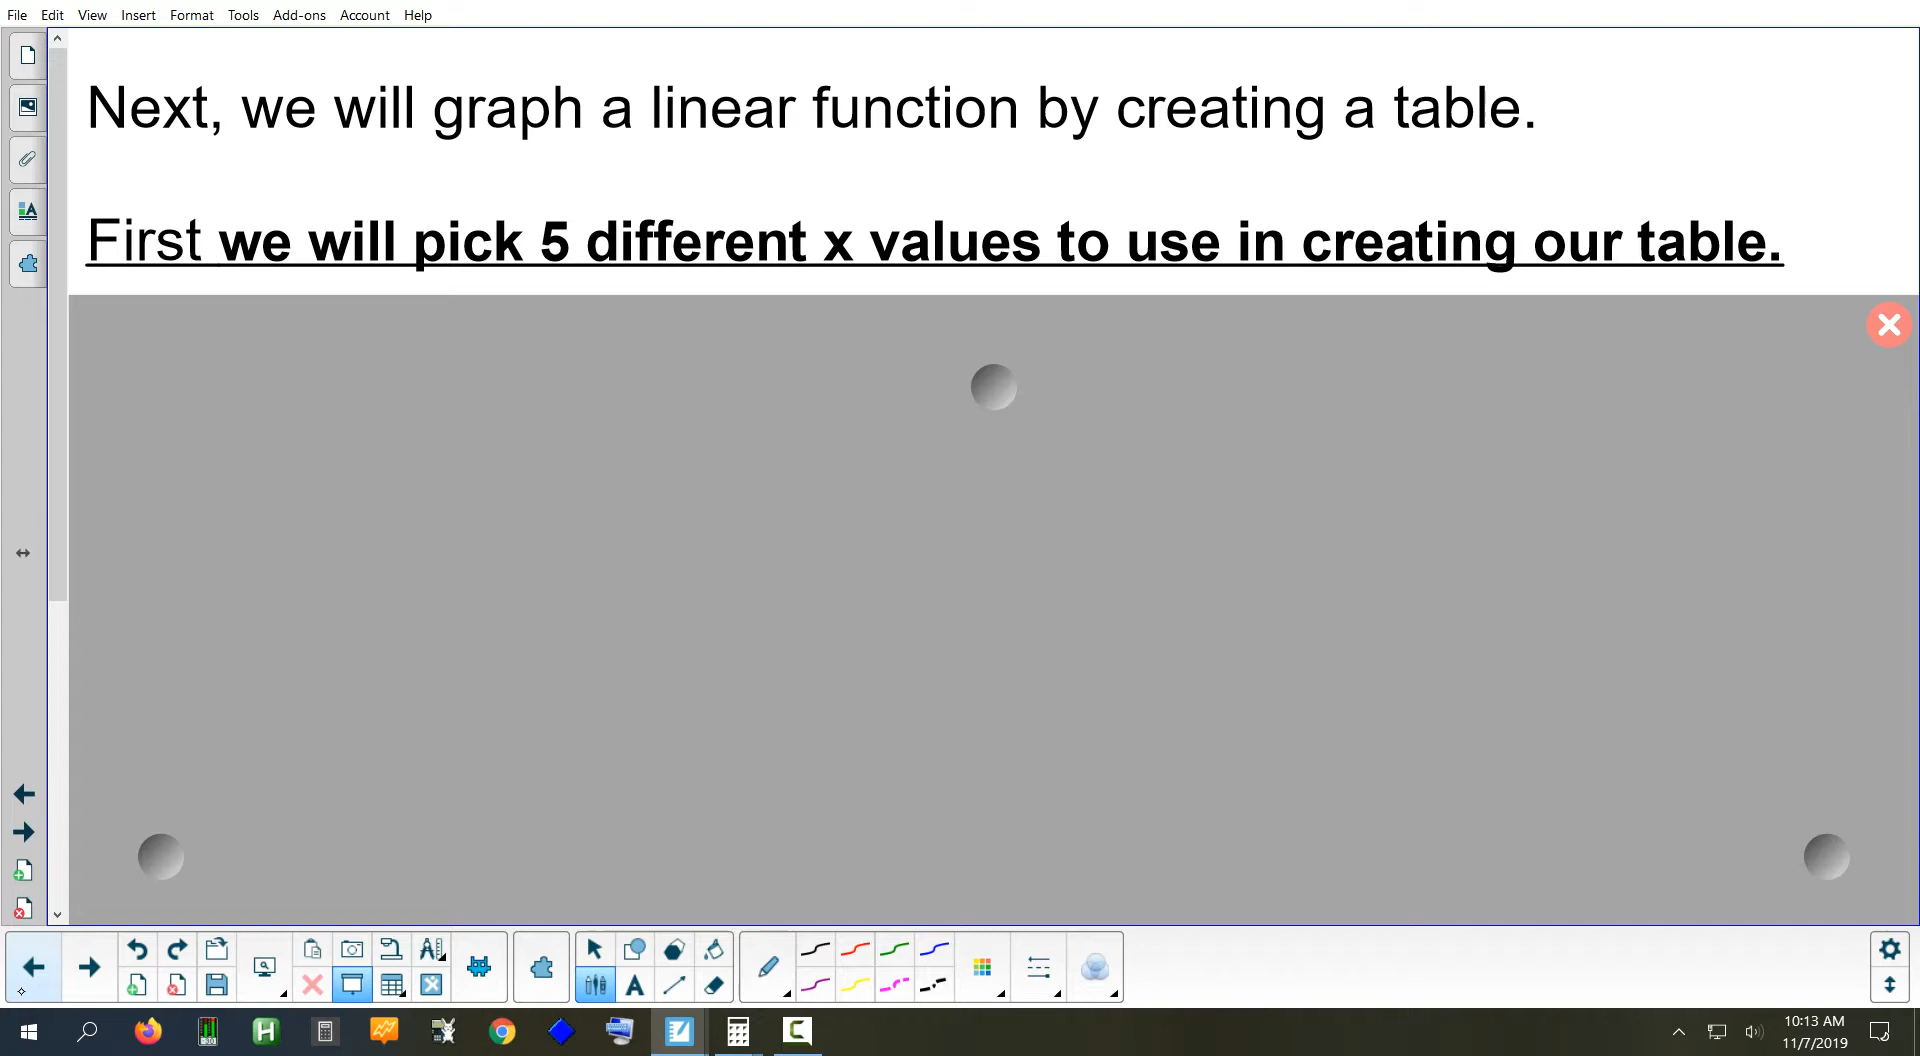 File Edit View Insert Format Tools Add-ons Account Help
Next, we will graph a linear function by creating a table.
First we will pick 5 different x values to use in creating our table.
10:13 AM
11/7/2019